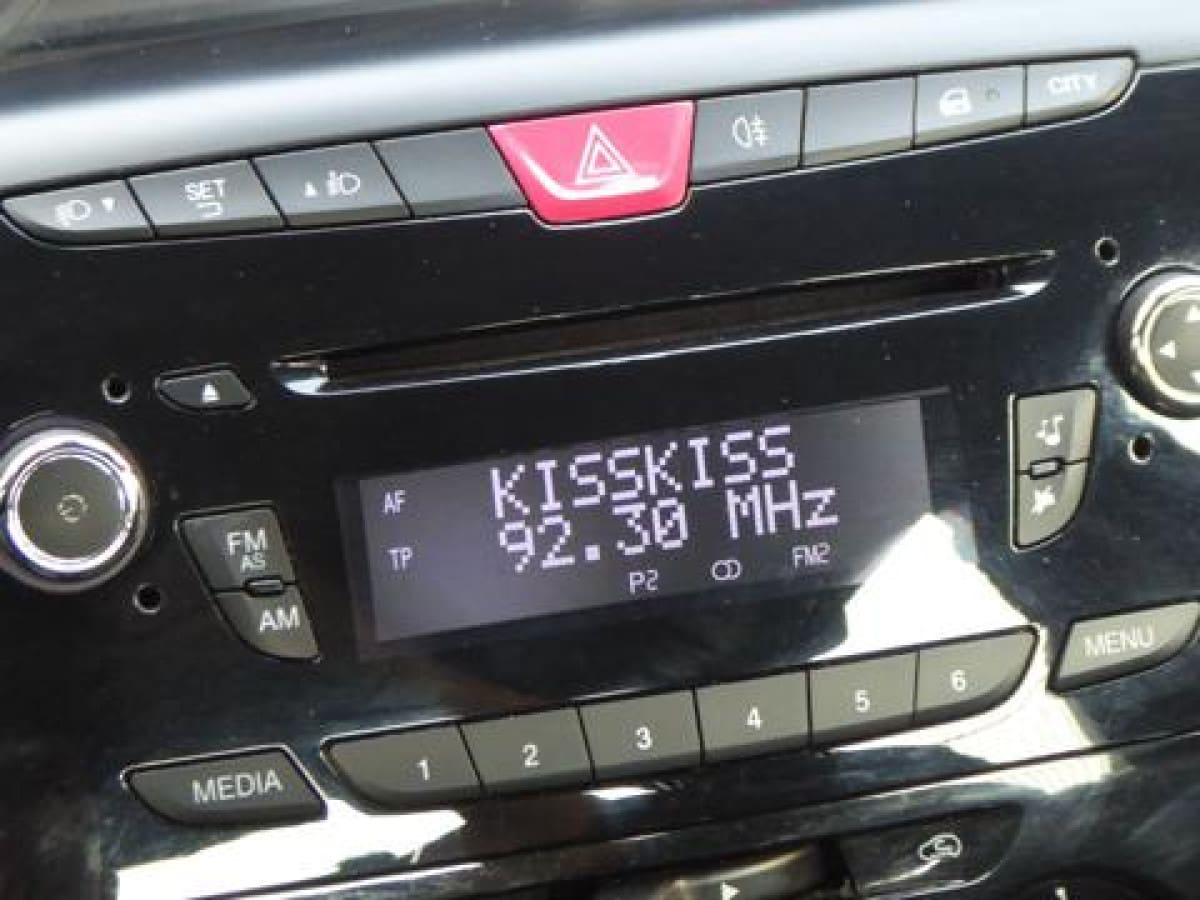 SET
CITY
AF
KISSKISS
TP
92.30 MHz
P2
FM2
FM
AS
AM
MENU
1 2 3 4 5 6
MEDIA